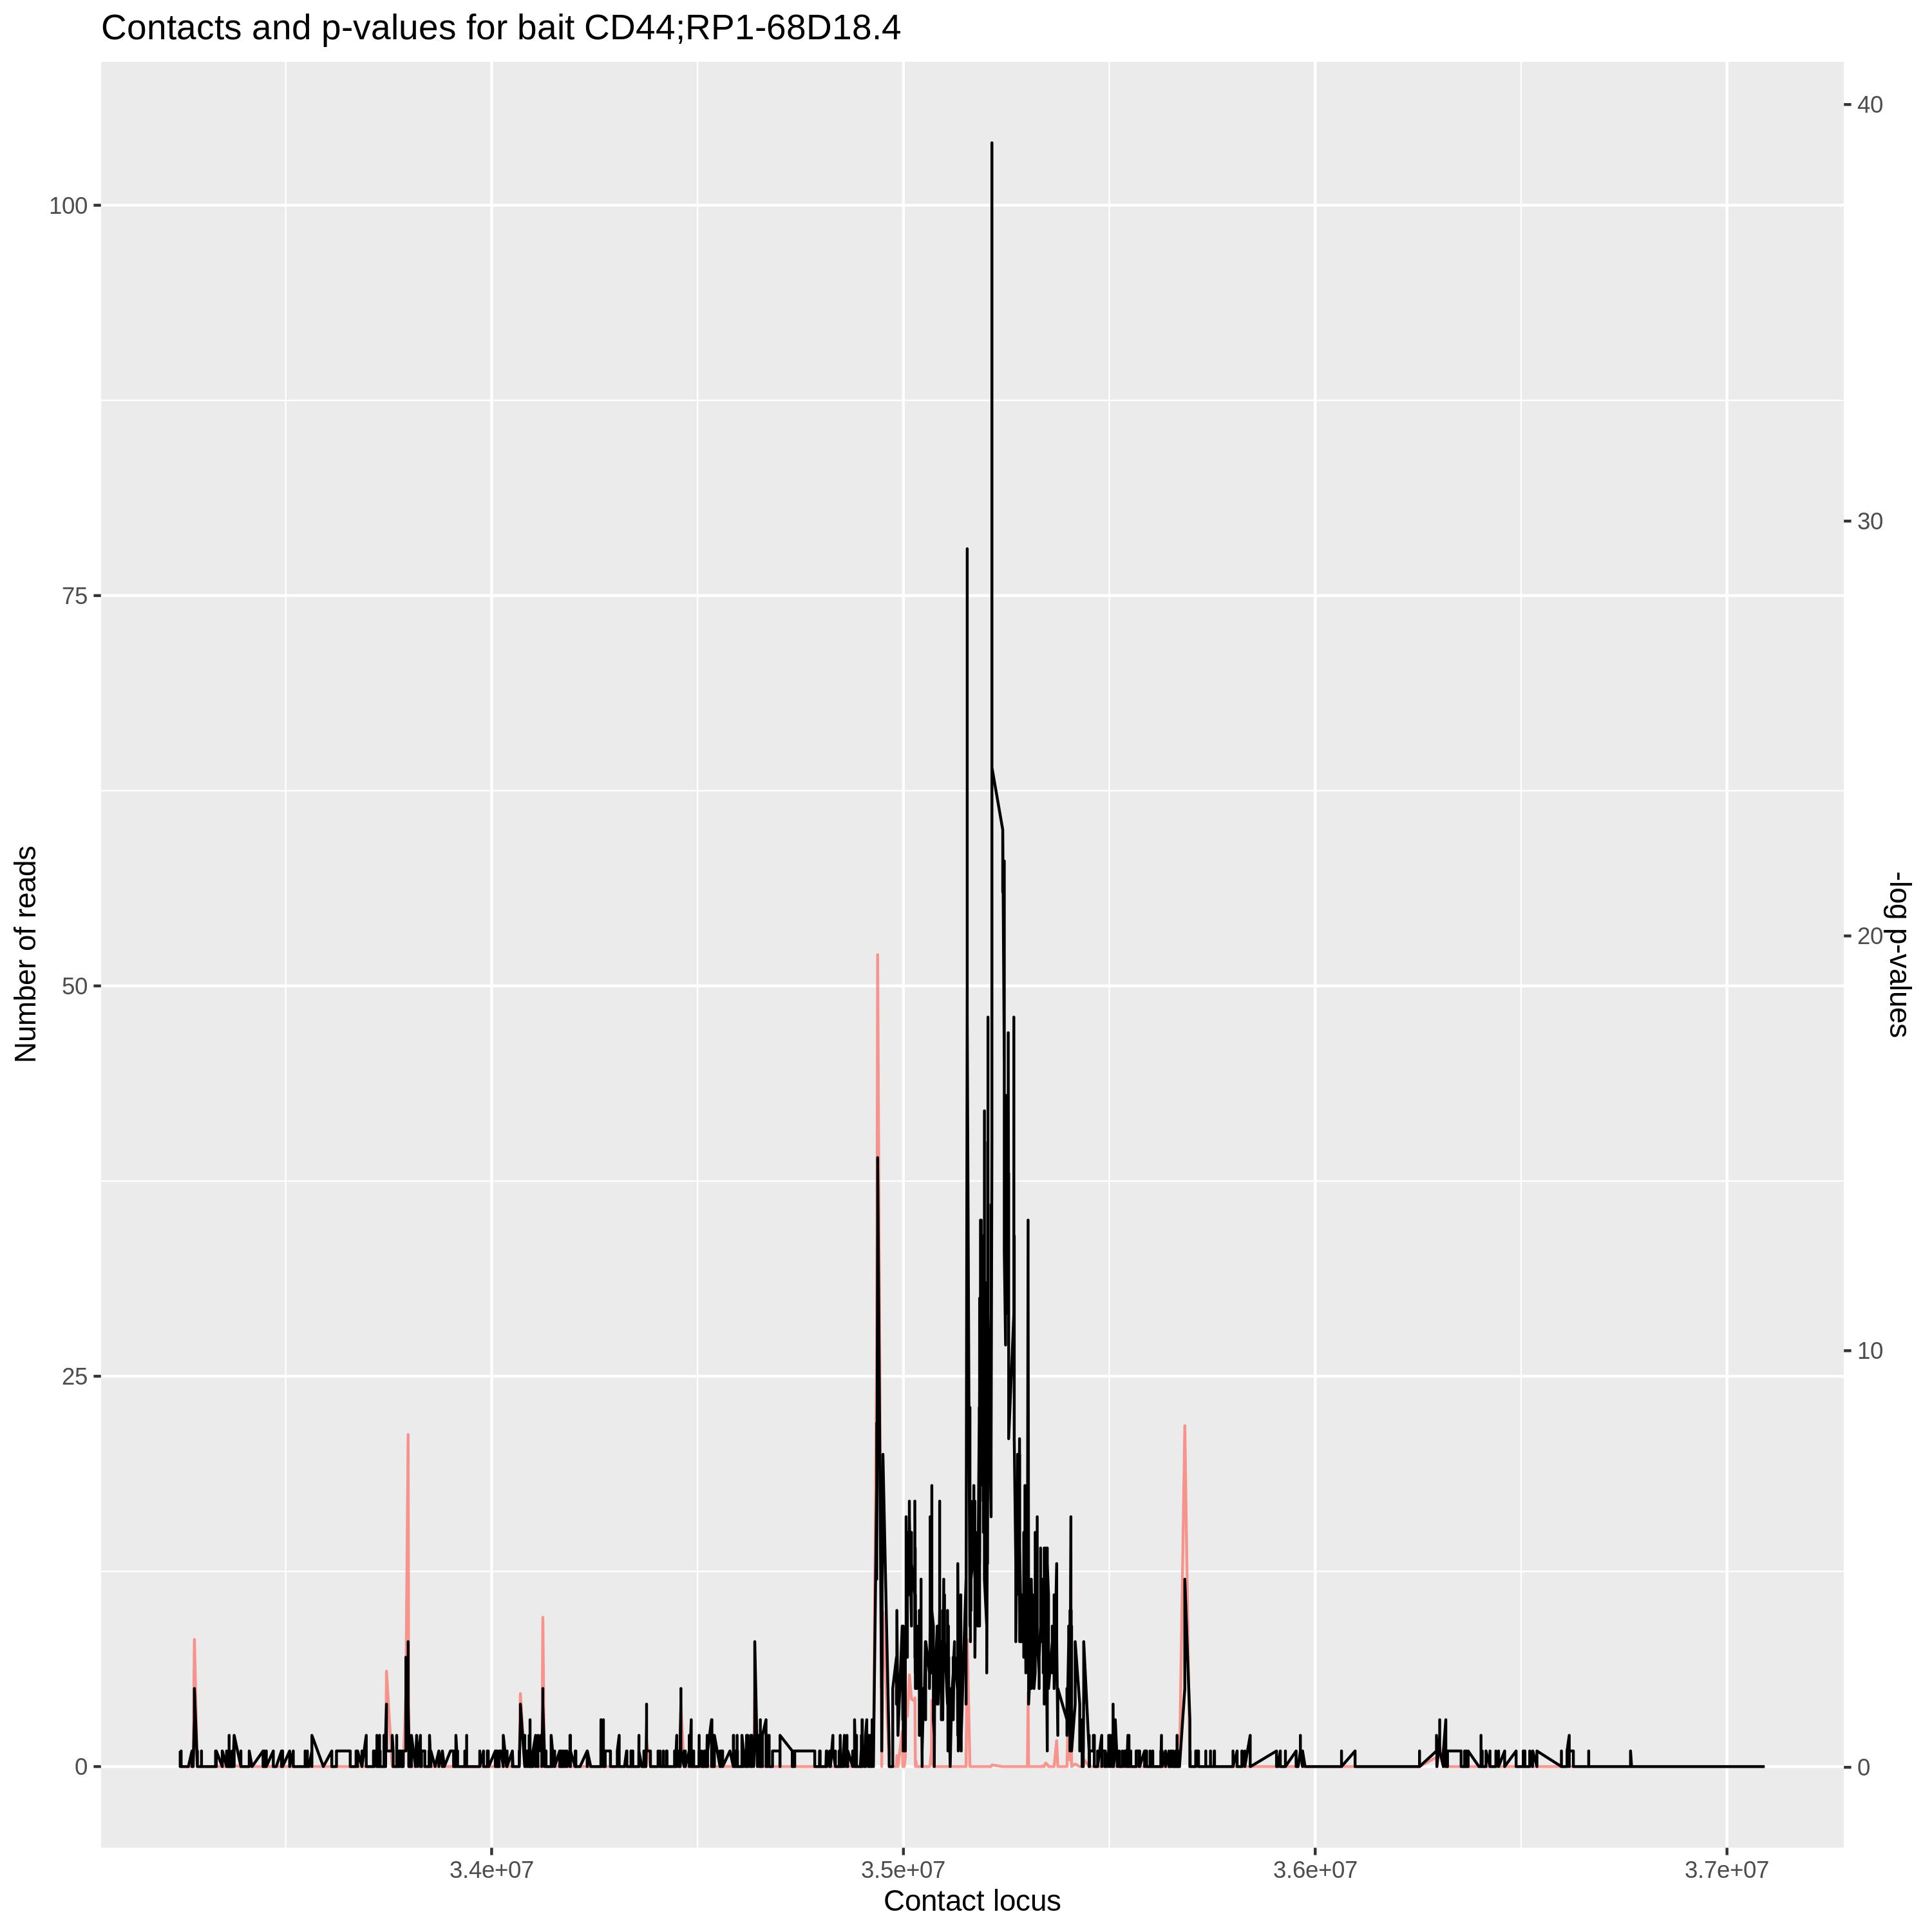 Contacts and p-values for bait CD44;RP1-68D18.4
100
75
50
25
0
Number of reads
40
30
20
10
0
-log p-values
3.4e+07
3.5e+07
3.6e+07
3.7e+07
Contact locus